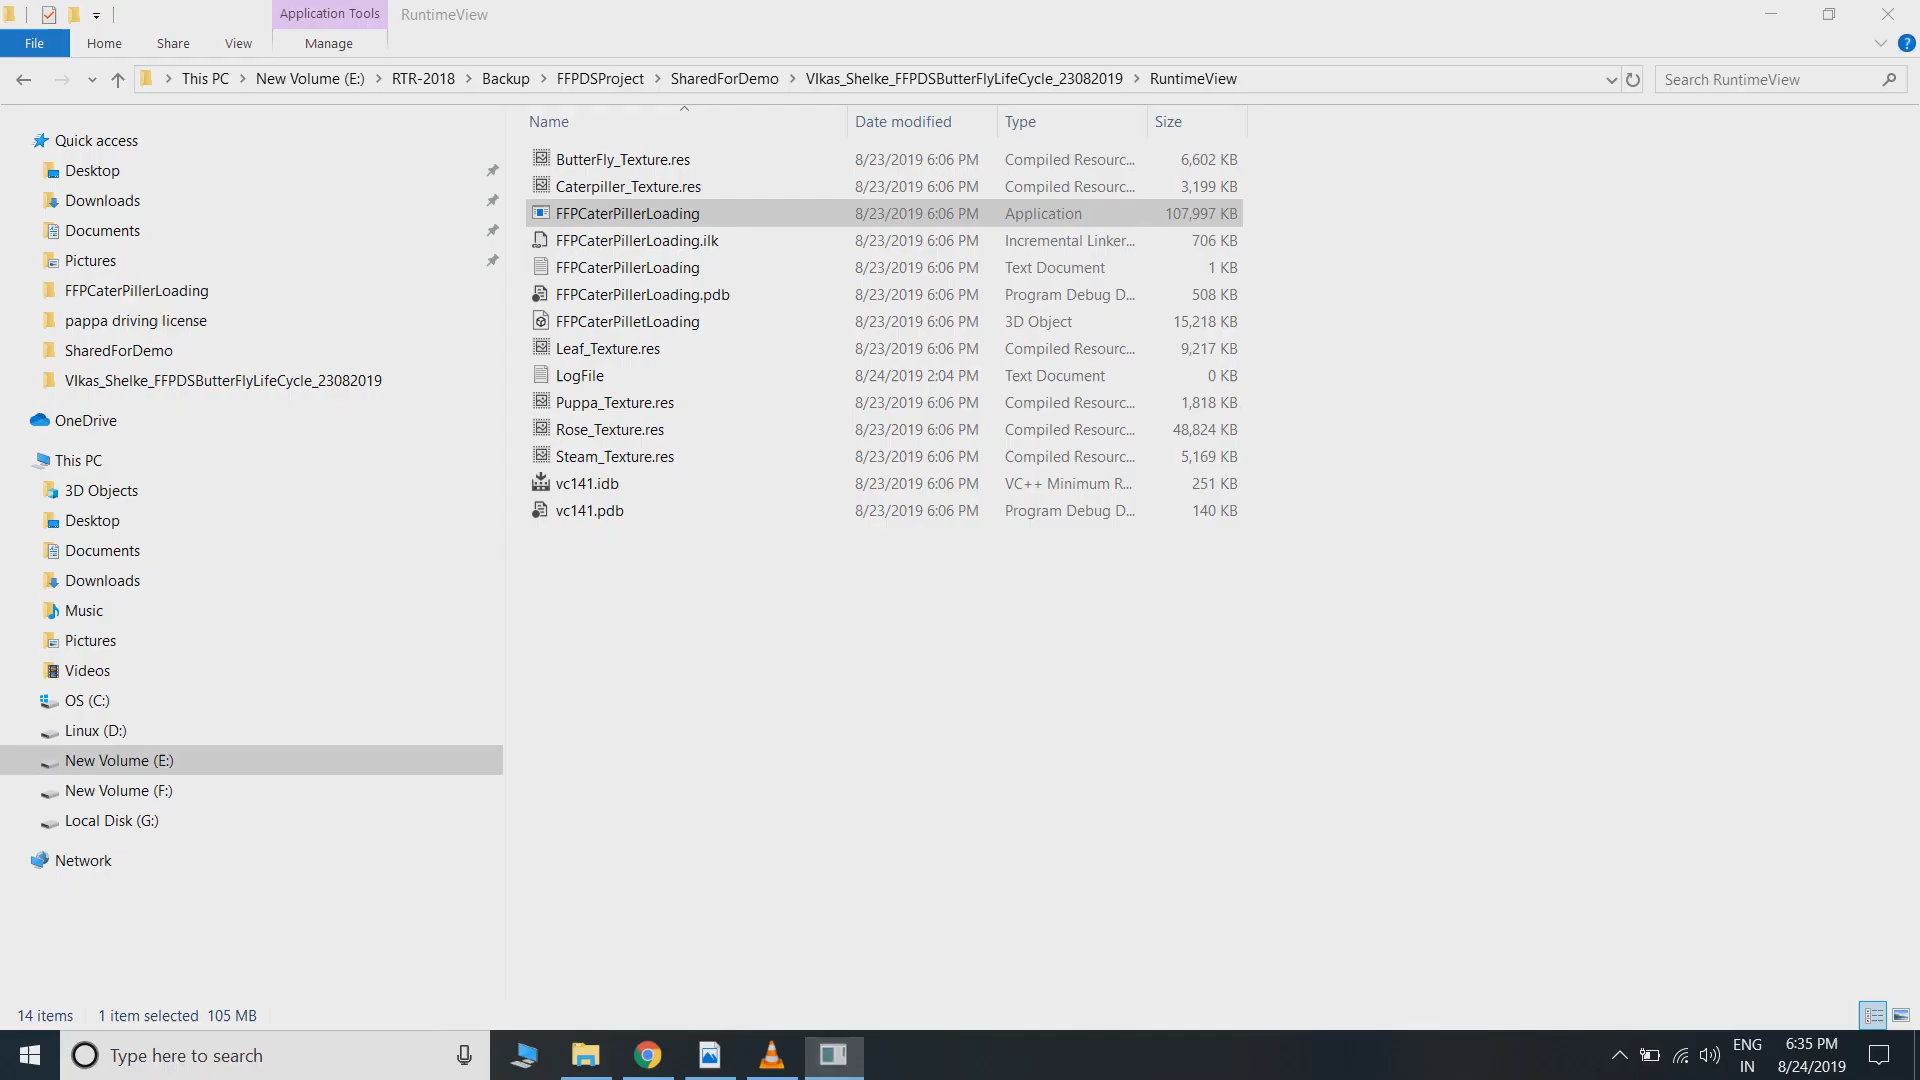 Application Tools
RuntimeView
File
Home
Share
View
Manage
This PC
New Volume (E:)
RTR-2018
Backup
FFPDSProject
SharedForDemo
VIkas_Shelke_FFPDSButterFlyLifeCycle_23082019
RuntimeView
Search RuntimeView
Name
Date modified
Type
Size
Quick access
Desktop
Downloads
Documents
Pictures
FFPCaterPillerLoading
pappa driving license
SharedForDemo
VIkas_Shelke_FFPDSButterFlyLifeCycle_23082019
OneDrive
This PC
3D Objects
Desktop
Documents
Downloads
Music
Pictures
Videos
OS (C:)
Linux (D:)
New Volume (E:)
New Volume (F:)
Local Disk (G:)
Network
ButterFly_Texture.res 8/23/2019 6:06 PM Compiled Resourc... 6,602 KB
Caterpiller_Texture.res 8/23/2019 6:06 PM Compiled Resourc... 3,199 KB
FFPCaterPillerLoading 8/23/2019 6:06 PM Application 107,997 KB
FFPCaterPillerLoading.ilk 8/23/2019 6:06 PM Incremental Linker... 706 KB
FFPCaterPillerLoading 8/23/2019 6:06 PM Text Document 1 KB
FFPCaterPillerLoading.pdb 8/23/2019 6:06 PM Program Debug D... 508 KB
FFPCaterPilletLoading 8/23/2019 6:06 PM 3D Object 15,218 KB
Leaf_Texture.res 8/23/2019 6:06 PM Compiled Resourc... 9,217 KB
LogFile 8/24/2019 2:04 PM Text Document 0 KB
Puppa_Texture.res 8/23/2019 6:06 PM Compiled Resourc... 1,818 KB
Rose_Texture.res 8/23/2019 6:06 PM Compiled Resourc... 48,824 KB
Steam_Texture.res 8/23/2019 6:06 PM Compiled Resourc... 5,169 KB
vc141.idb 8/23/2019 6:06 PM VC++ Minimum R... 251 KB
vc141.pdb 8/23/2019 6:06 PM Program Debug D... 140 KB
14 items
1 item selected 105 MB
Type here to search
ENG
IN
6:35 PM
8/24/2019